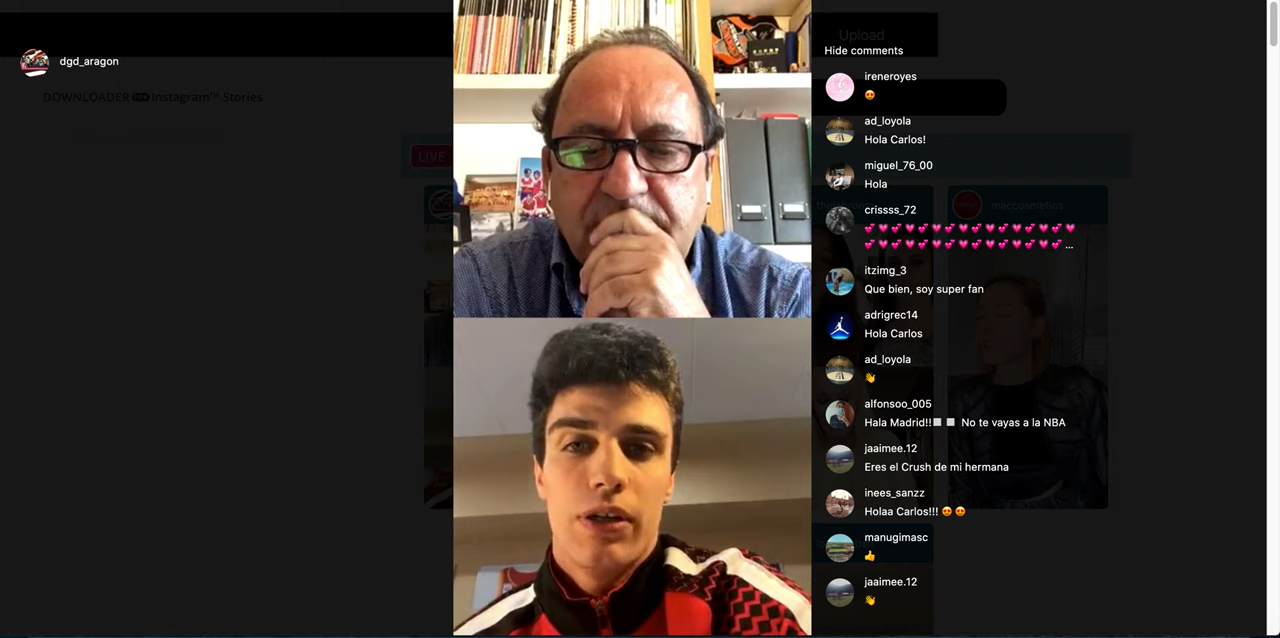 Upload
Hide comments
dgd_aragon
DOWNLOADER Instagram™ Stories
LIVE
ireneroyes
😍
ad_loyola
Hola Carlos!
miguel_76_00
Hola
maccosmetics
crissss_72
💕💗💕💗💕💗💕💗💕💗💕💗💕💗💕💗
💕💗💕💗💕💗💕💗💕💗💕💗💕💗💕 ...
itzimg_3
Que bien, soy super fan
adrigrec14
Hola Carlos
ad_loyola
👋
alfonsoo_005
Hala Madrid!!◻️◻️ No te vayas a la NBA
jaaimee.12
Eres el Crush de mi hermana
inees_sanzz
Holaa Carlos!!! 😍😍
manugimasc
👍
jaaimee.12
👋